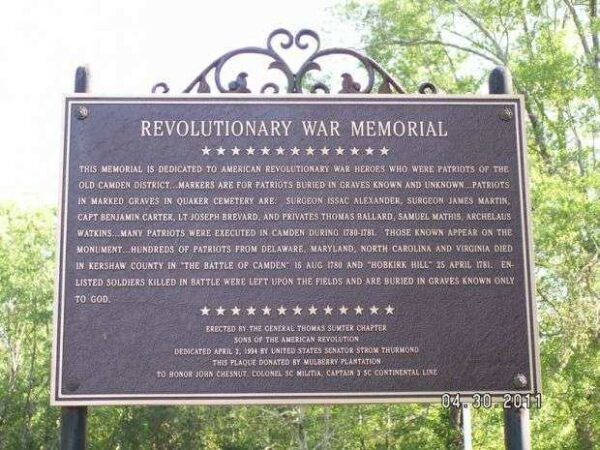 REVOLUTIONARY WAR MEMORIAL
THIS MEMORIAL IS DEDICATED TO AMERICAN REVOLUTIONARY WAR HEROES WHO WERE PATRIOTS OF THE
OLD CAMDEN DISTRICT...MARKERS ARE FOR PATRIOTS BURIED IN GRAVES KNOWN AND UNKNOWN...PATRIOTS
IN MARKED GRAVES IN QUAKER CEMETERY ARE: SURGEON ISSAC ALEXANDER, SURGEON JAMES MARTIN,
CAPT BENJAMIN CARTER, LT JOSEPH BREVARD, AND PRIVATES THOMAS BALLARD, SAMUEL MATHIS, ARCHELAUS
WATKINS...MANY PATRIOTS WERE EXECUTED IN CAMDEN DURING 1780-1781. THOSE KNOWN APPEAR ON THE
MONUMENT...HUNDREDS OF PATRIOTS FROM DELAWARE, MARYLAND, NORTH CAROLINA AND VIRGINIA DIED
IN KERSHAW COUNTY IN "THE BATTLE OF CAMDEN" 16 AUG 1780 AND "HOBKIRK HILL" 25 APRIL 1781. EN-
LISTED SOLDIERS KILLED IN BATTLE WERE LEFT UPON THE FIELDS AND ARE BURIED IN GRAVES KNOWN ONLY
TO GOD.
ERECTED BY THE GENERAL THOMAS SUMTER CHAPTER
SONS OF THE AMERICAN REVOLUTION
DEDICATED APRIL 2, 1994 BY UNITED STATES SENATOR STROM THURMOND
THIS PLAQUE DONATED BY MULBERRY PLANTATION
TO HONOR JOHN CHESNUT, COLONEL SC MILITIA, CAPTAIN 3 SC CONTINENTAL LINE
04.30.2011